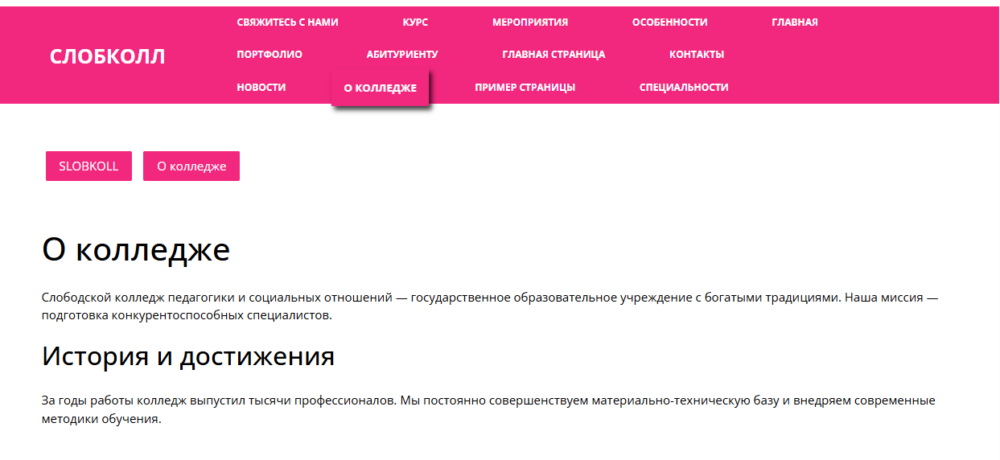 СЛОБКОЛЛ
СВЯЖИТЕСЬ С НАМИ КУРС МЕРОПРИЯТИЯ ОСОБЕННОСТИ ГЛАВНАЯ
ПОРТФОЛИО АБИТУРИЕНТУ ГЛАВНАЯ СТРАНИЦА КОНТАКТЫ
НОВОСТИ О КОЛЛЕДЖЕ ПРИМЕР СТРАНИЦЫ СПЕЦИАЛЬНОСТИ
SLOBKOLL О колледже
О колледже
Слободской колледж педагогики и социальных отношений — государственное образовательное учреждение с богатыми традициями. Наша миссия —
подготовка конкурентоспособных специалистов.
История и достижения
За годы работы колледж выпустил тысячи профессионалов. Мы постоянно совершенствуем материально-техническую базу и внедряем современные
методики обучения.